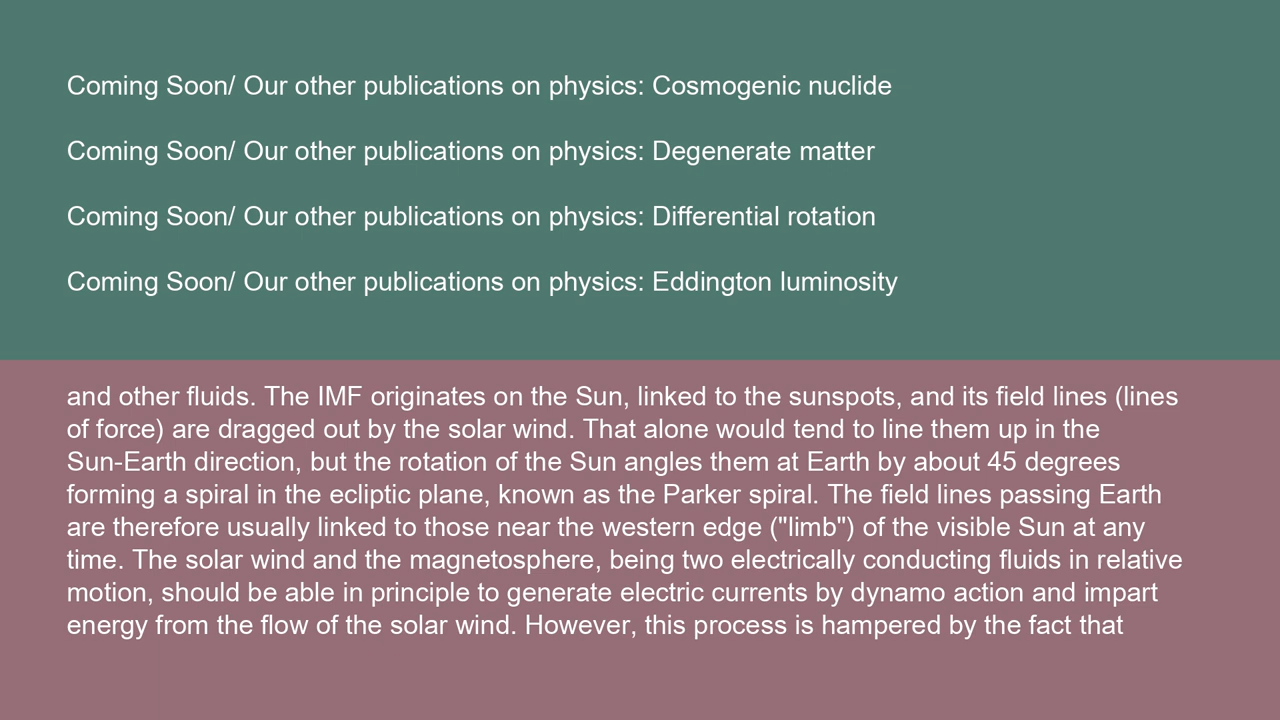 Coming Soon/ Our other publications on physics: Cosmogenic nuclide
Coming Soon/ Our other publications on physics: Degenerate matter
Coming Soon/ Our other publications on physics: Differential rotation
Coming Soon/ Our other publications on physics: Eddington luminosity
and other fluids. The IMF originates on the Sun, linked to the sunspots, and its field lines (lines
of force) are dragged out by the solar wind. That alone would tend to line them up in the
Sun-Earth direction, but the rotation of the Sun angles them at Earth by about 45 degrees
forming a spiral in the ecliptic plane, known as the Parker spiral. The field lines passing Earth
are therefore usually linked to those near the western edge ("limb") of the visible Sun at any
time. The solar wind and the magnetosphere, being two electrically conducting fluids in relative
motion, should be able in principle to generate electric currents by dynamo action and impart
energy from the flow of the solar wind. However, this process is hampered by the fact that